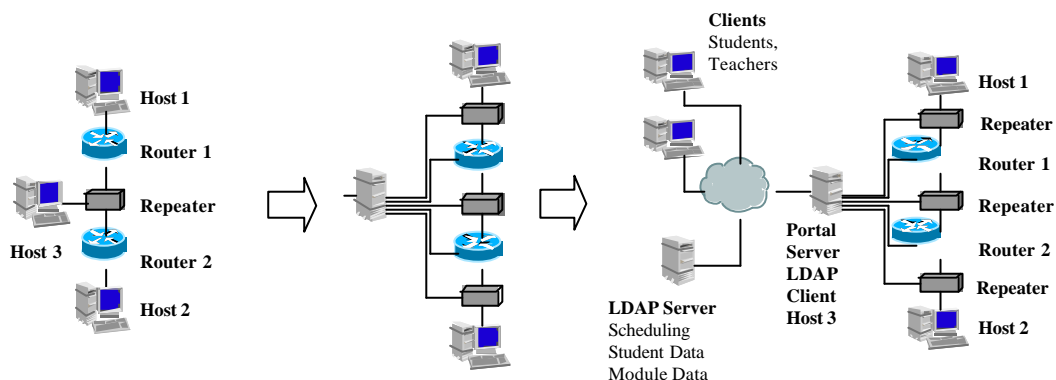 Host 1
Router 1
Repeater
Host 3
Router 2
Host 2
Clients
Students,
Teachers
LDAP Server
Scheduling
Student Data
Module Data
Portal
Server
LDAP
Client
Host 3
Host 1
Repeater
Router 1
Repeater
Router 2
Repeater
Host 2